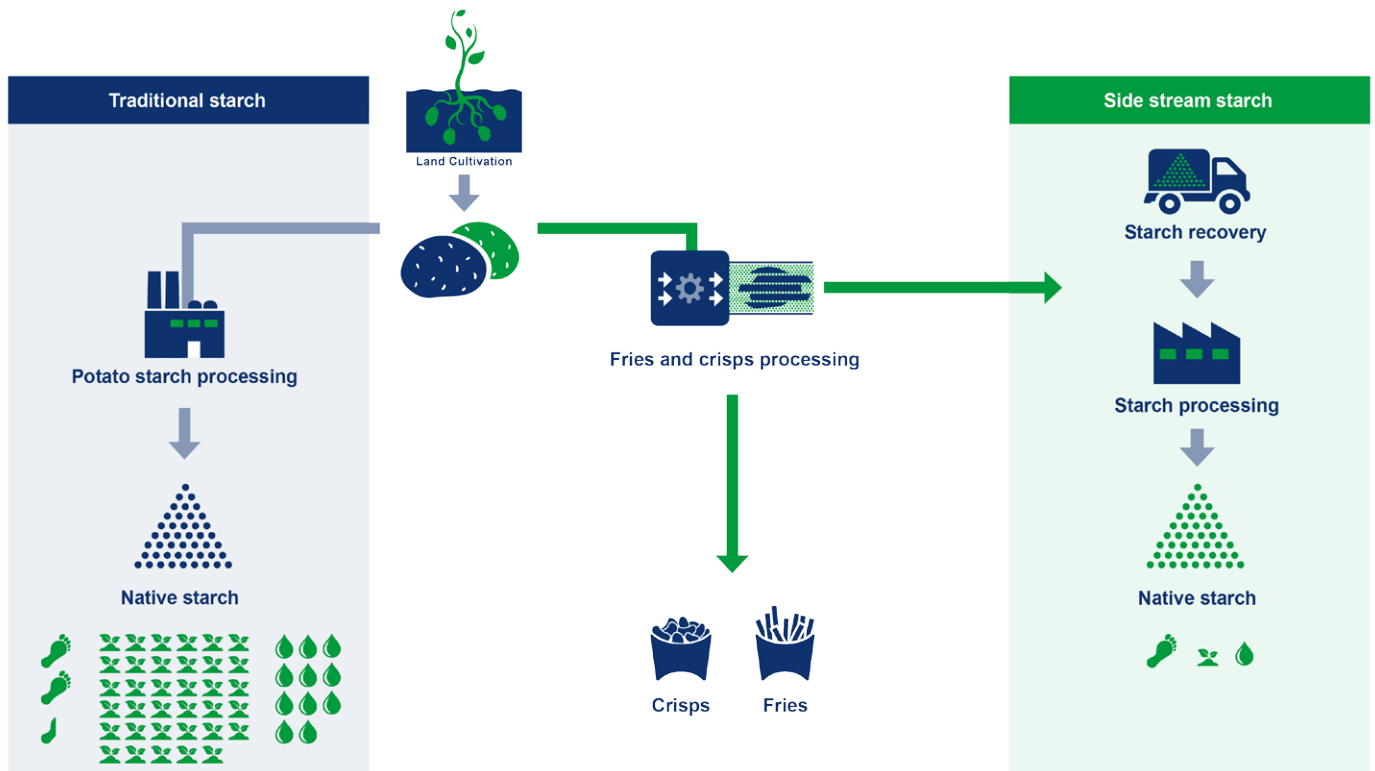 Traditional starch
Land Cultivation
Side stream starch
Starch recovery
Fries and crisps processing
Potato starch processing
Starch processing
Native starch
Native starch
Crisps
Fries